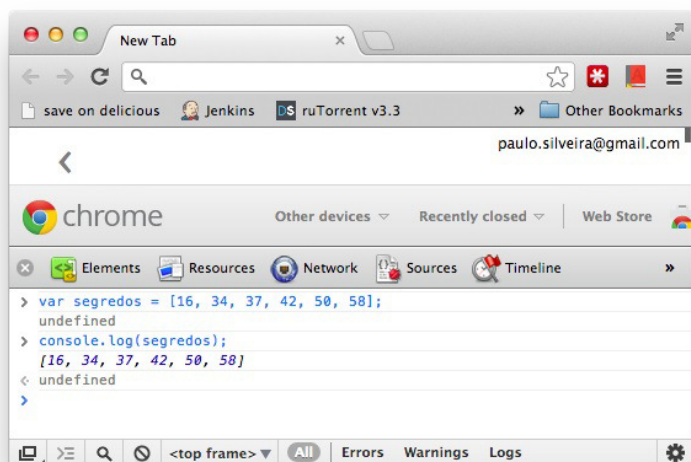 New Tab
save on delicious Jenkins DS ruTorrent v3.3 » Other Bookmarks
paulo.silveira@gmail.com
chrome Other devices Recently closed Web Store
Elements Resources Network Sources Timeline »
> var segredos = [16, 34, 37, 42, 50, 58];
undefined
> console.log(segredos);
[16, 34, 37, 42, 50, 58]
undefined
>
<top frame> All Errors Warnings Logs